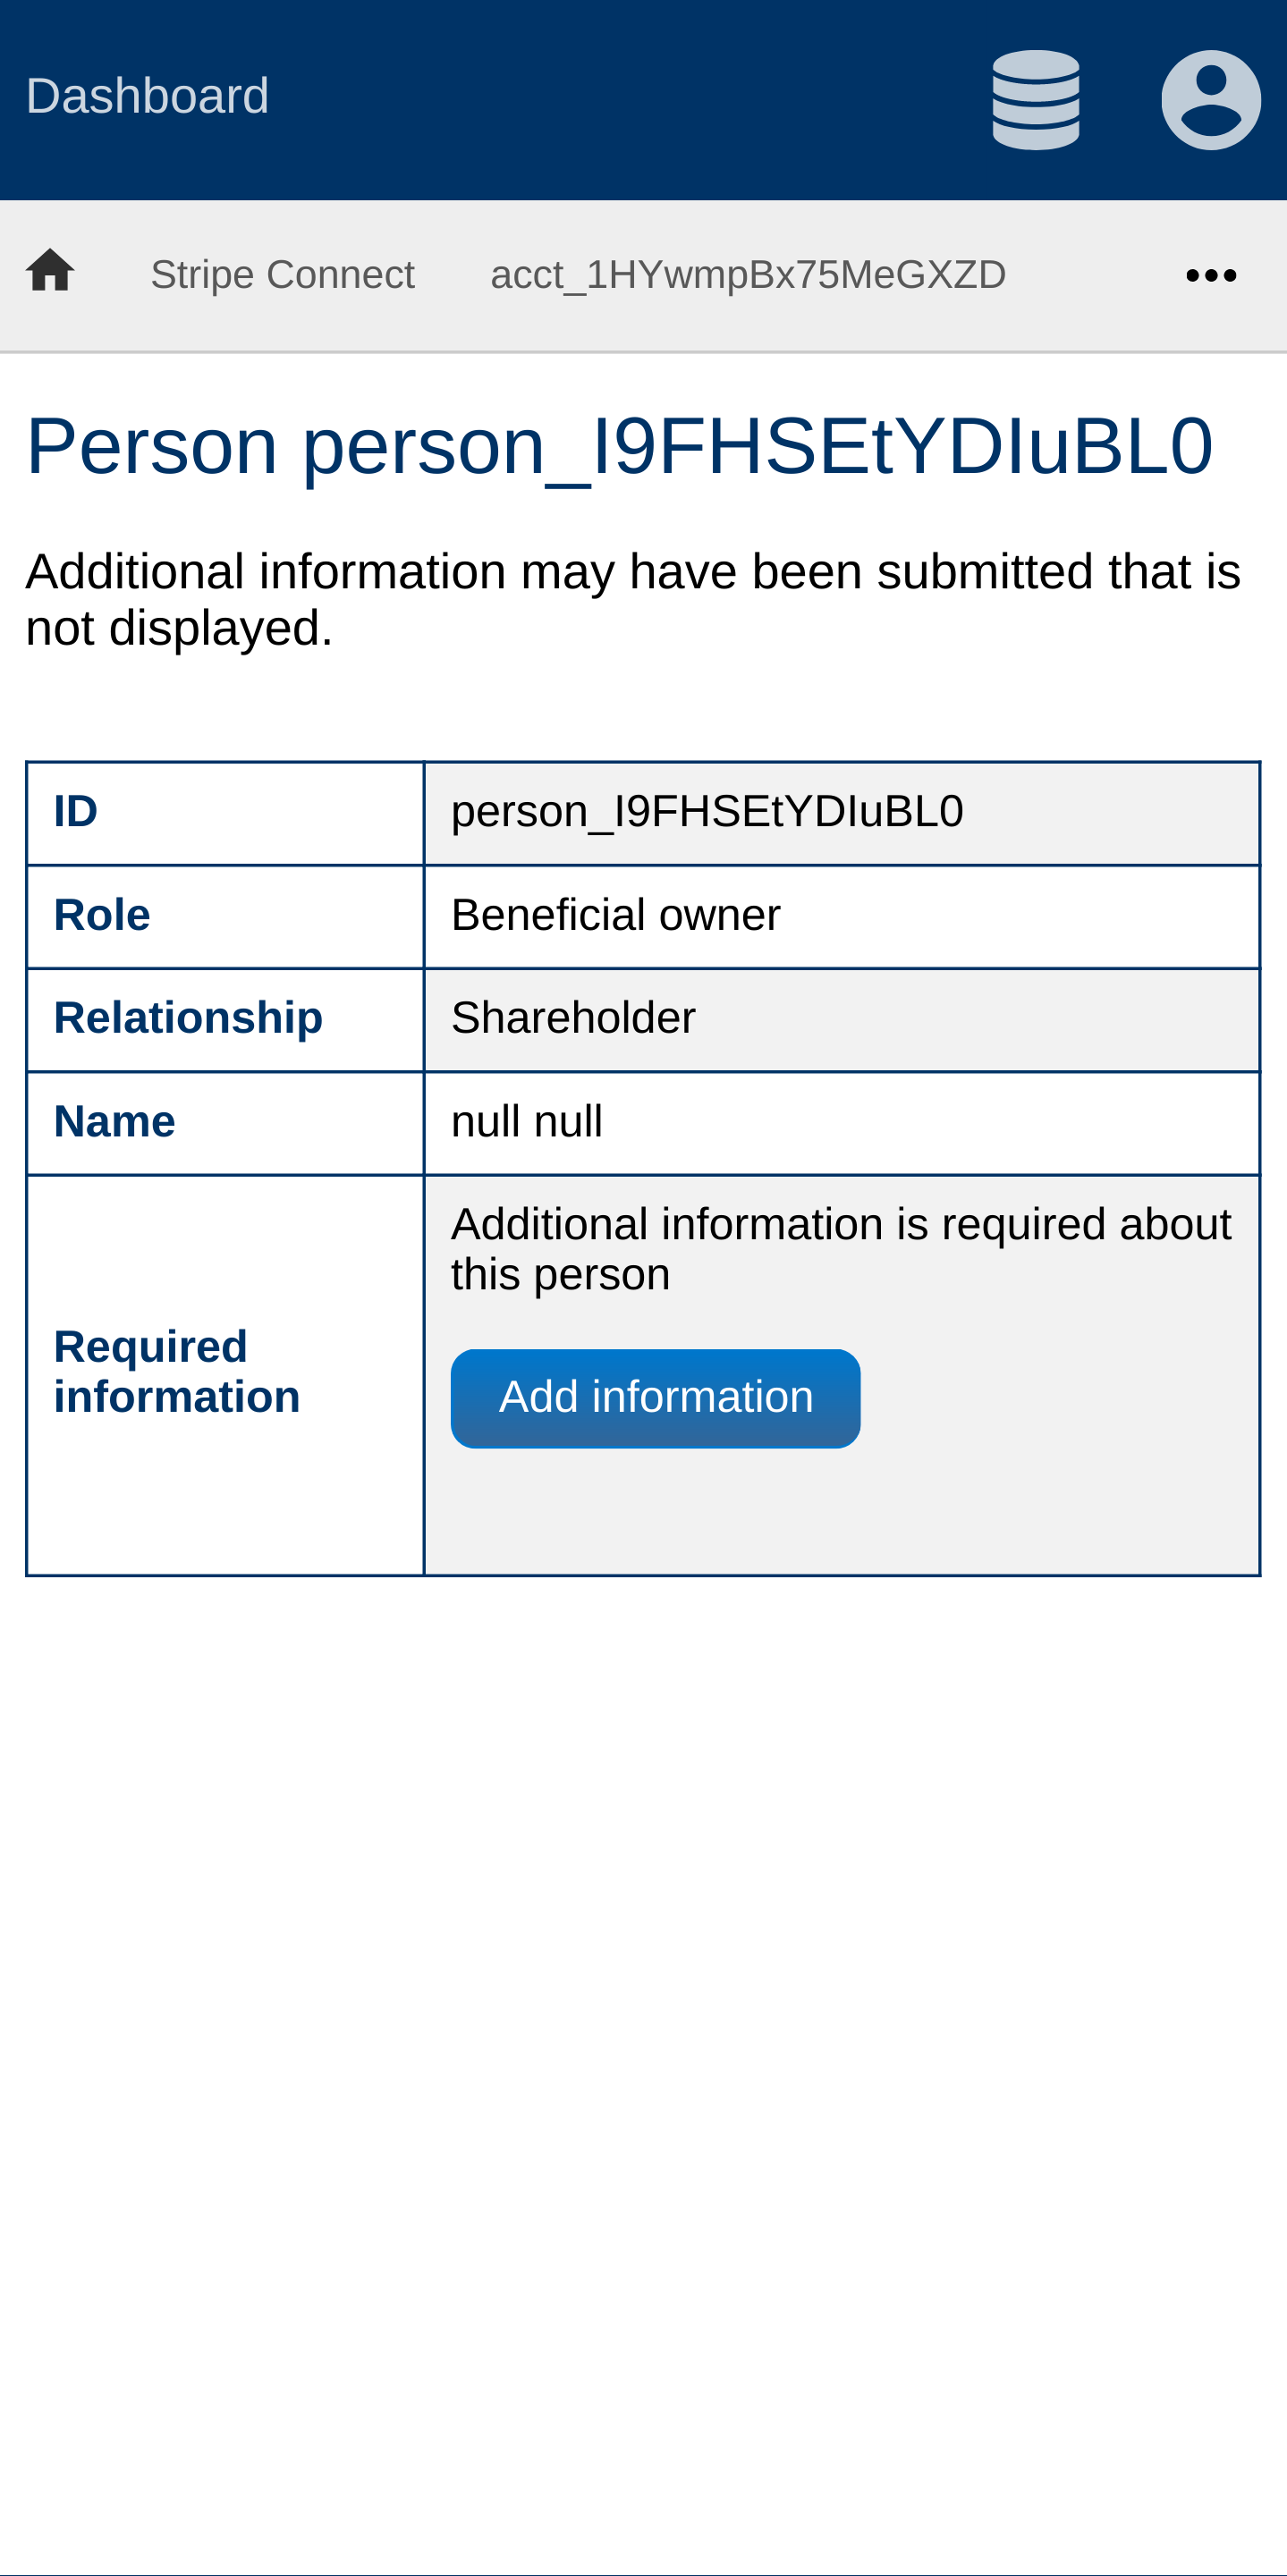 Dashboard
Stripe Connect acct_1HYwmpBx75MeGXZD
Person person_I9FHSEtYDIuBL0
Additional information may have been submitted that is
not displayed.
ID person_I9FHSEtYDIuBL0
Role Beneficial owner
Relationship Shareholder
Name null null
Required
information
Additional information is required about
this person
Add information